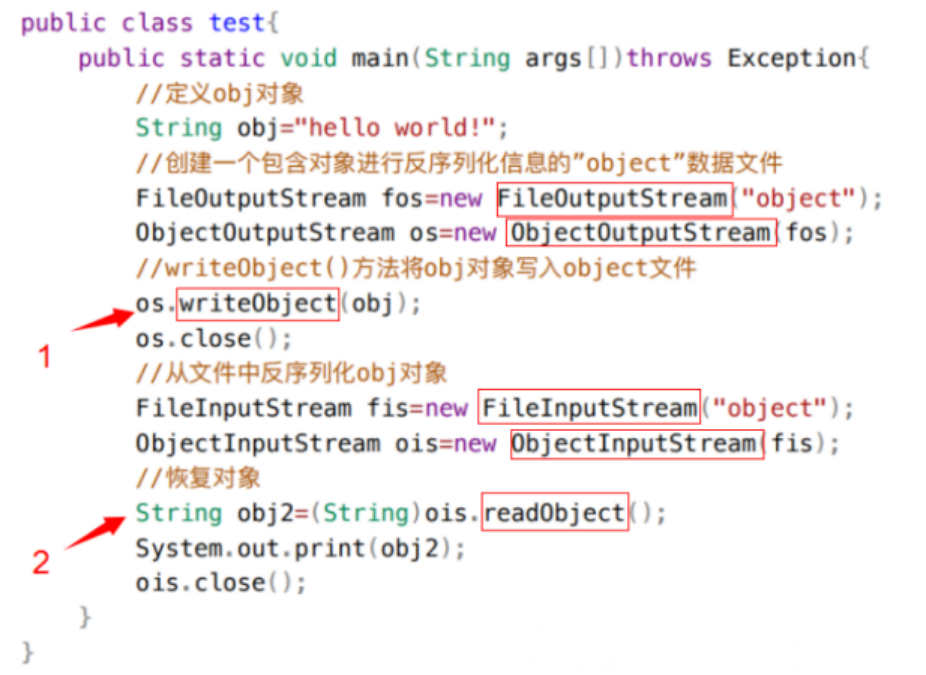 public class test{
public static void main(String args[])throws Exception{
//定义obj对象
String obj="hello world!";
//创建一个包含对象进行反序列化信息的”object”数据文件
FileOutputStream fos=new FileOutputStream("object");
ObjectOutputStream os=new ObjectOutputStream(fos);
//writeObject()方法将obj对象写入object文件
os.writeObject(obj);
1
os.close();
//从文件中反序列化obj对象
FileInputStream fis=new FileInputStream("object");
ObjectInputStream ois=new ObjectInputStream(fis);
//恢复对象
String obj2=(String)ois.readObject();
2
System.out.print(obj2);
ois.close();
}
}